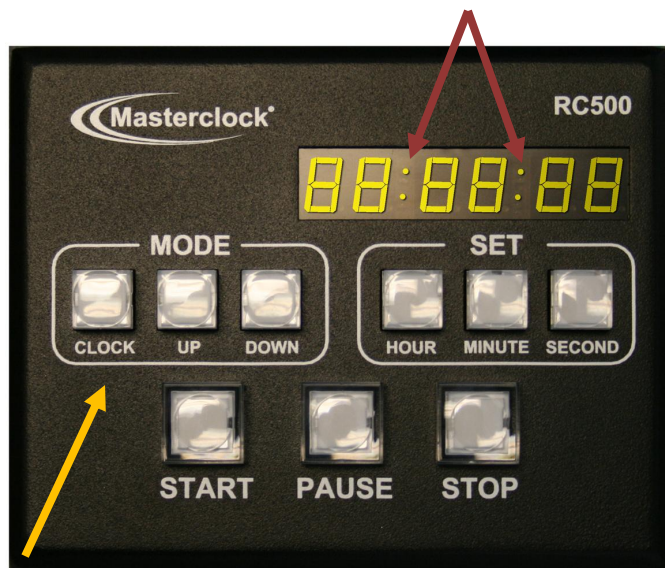 Masterclock®
RC500
88:88:88
MODE
SET
CLOCK UP DOWN
HOUR MINUTE SECOND
START PAUSE STOP